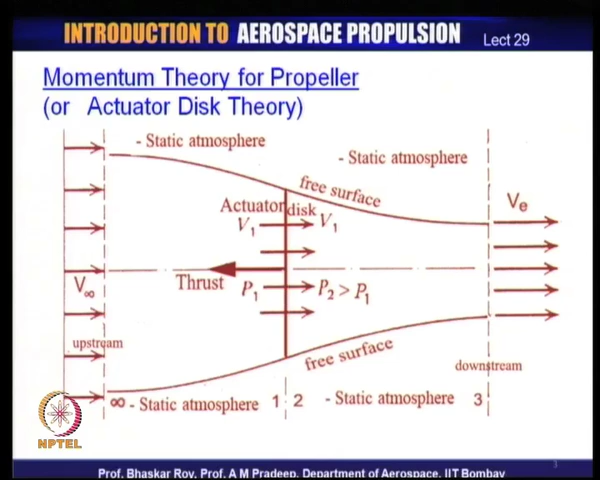 INTRODUCTION TO AEROSPACE PROPULSION
Lect 29
Momentum Theory for Propeller
(or Actuator Disk Theory)
- Static atmosphere
- Static atmosphere
free surface
Actuator disk
V₁ V₁
Vₑ
V∞
Thrust
P₁ P₂ > P₁
upstream
free surface
downstream
∞ - Static atmosphere 1 2 - Static atmosphere 3
NPTEL
3
Prof. Bhaskar Roy, Prof. A M Pradeep, Department of Aerospace, IIT Bombay